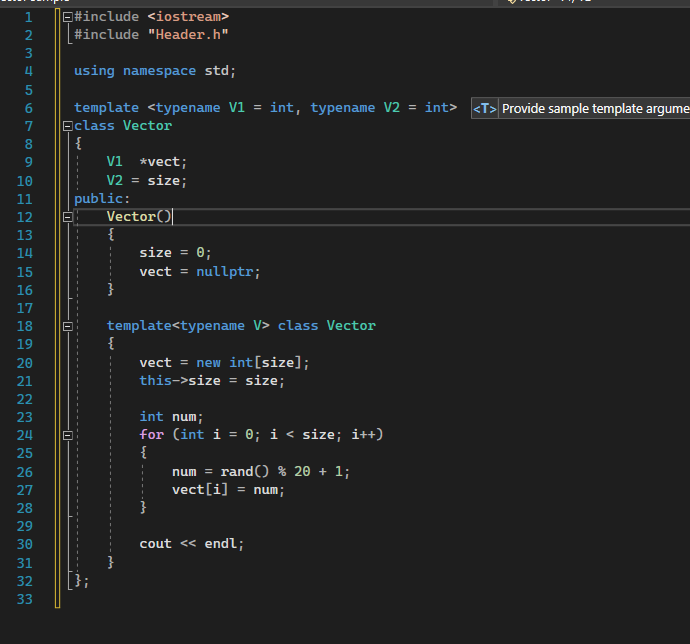 1 #include <iostream>
2 #include "Header.h"
3
4 using namespace std;
5
6 template <typename V1 = int, typename V2 = int> <T> Provide sample template argume
7 class Vector
8 {
9 V1 *vect;
10 V2 = size;
11 public:
12 Vector()
13 {
14 size = 0;
15 vect = nullptr;
16 }
17
18 template<typename V> class Vector
19 {
20 vect = new int[size];
21 this->size = size;
22
23 int num;
24 for (int i = 0; i < size; i++)
25 {
26 num = rand() % 20 + 1;
27 vect[i] = num;
28 }
29
30 cout << endl;
31 }
32 };
33